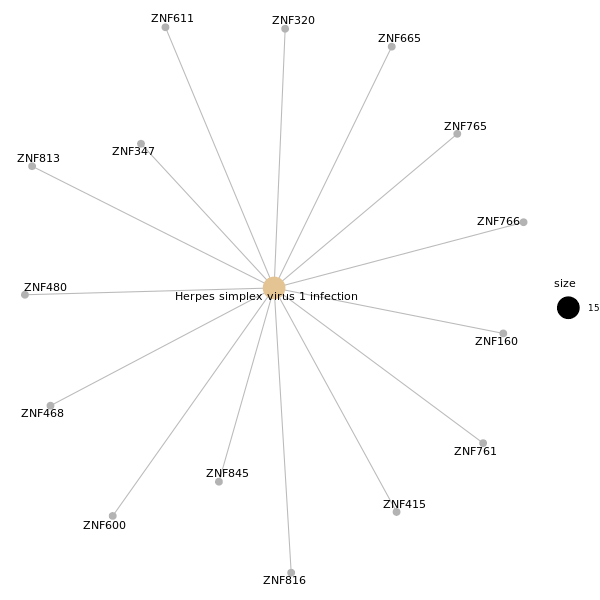 ZNF611
ZNF320
ZNF665
ZNF765
ZNF347
ZNF813
ZNF766
size
ZNF480
Herpes simplex virus 1 infection
15
ZNF160
ZNF468
ZNF761
ZNF845
ZNF415
ZNF600
ZNF816